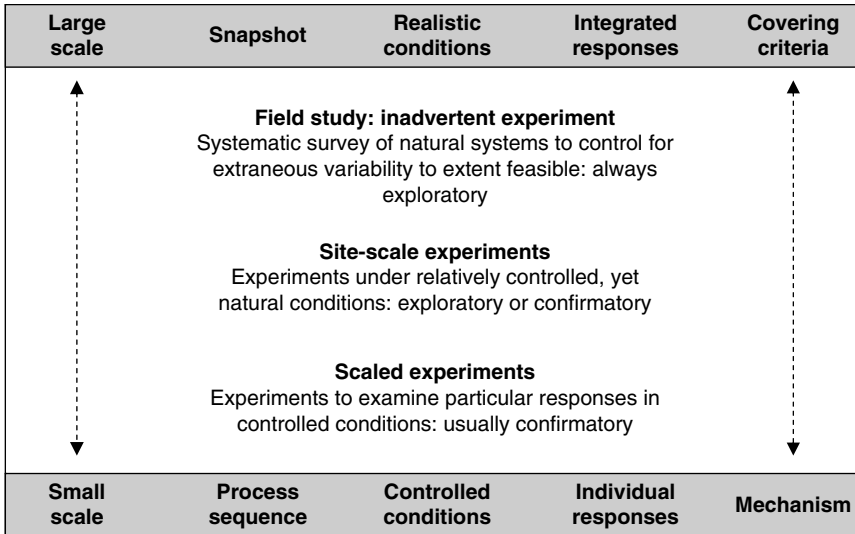 Large scale
Snapshot
Realistic conditions
Integrated responses
Covering criteria
Field study: inadvertent experiment
Systematic survey of natural systems to control for
extraneous variability to extent feasible: always
exploratory
Site-scale experiments
Experiments under relatively controlled, yet
natural conditions: exploratory or confirmatory
Scaled experiments
Experiments to examine particular responses in
controlled conditions: usually confirmatory
Small scale
Process sequence
Controlled conditions
Individual responses
Mechanism